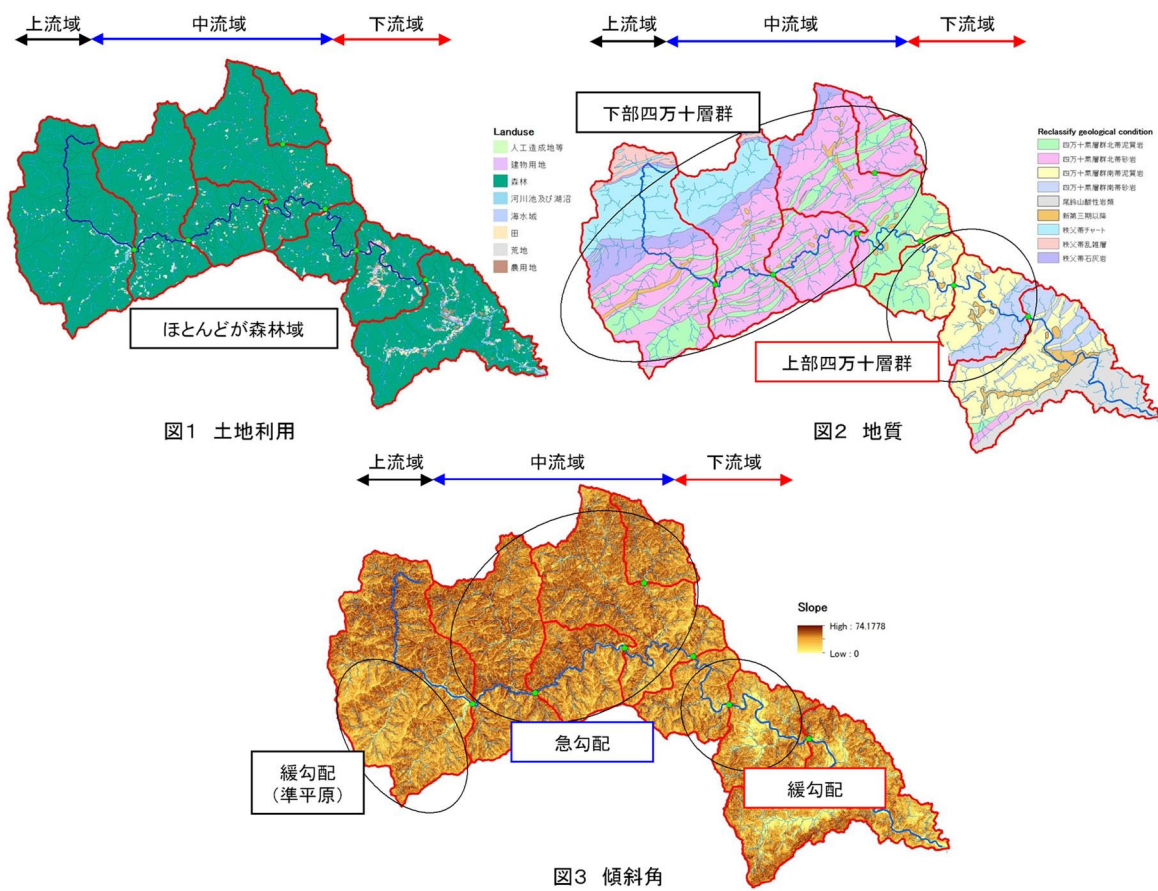 上流域
中流域
下流域
Landuse
人工造成地等
建物用地
森林
河川池及び湖沼
海水域
田
荒地
農用地
ほとんどが森林域
図1 土地利用
上流域
中流域
下流域
下部四万十層群
Reclassify geological condition
四万十累層群北帯泥質岩
四万十累層群北帯砂岩
四万十累層群南帯泥質岩
四万十累層群南帯砂岩
尾鈴山酸性岩類
新第三期以降
秩父帯チャート
秩父帯乱雑層
秩父帯石灰岩
上部四万十層群
図2 地質
上流域
中流域
下流域
Slope
High : 74.1778
Low : 0
緩勾配
(準平原)
急勾配
緩勾配
図3 傾斜角